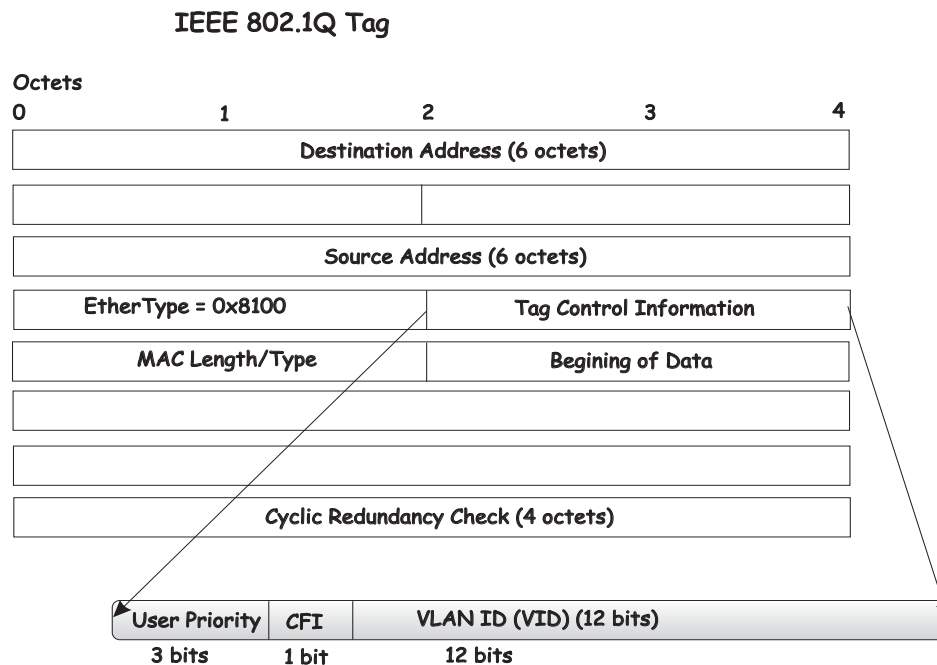 IEEE 802.1Q Tag
Octets
0 1 2 3 4
Destination Address (6 octets)
Source Address (6 octets)
EtherType = 0x8100 Tag Control Information
MAC Length/Type Begining of Data
Cyclic Redundancy Check (4 octets)
User Priority CFI VLAN ID (VID) (12 bits)
3 bits 1 bit 12 bits